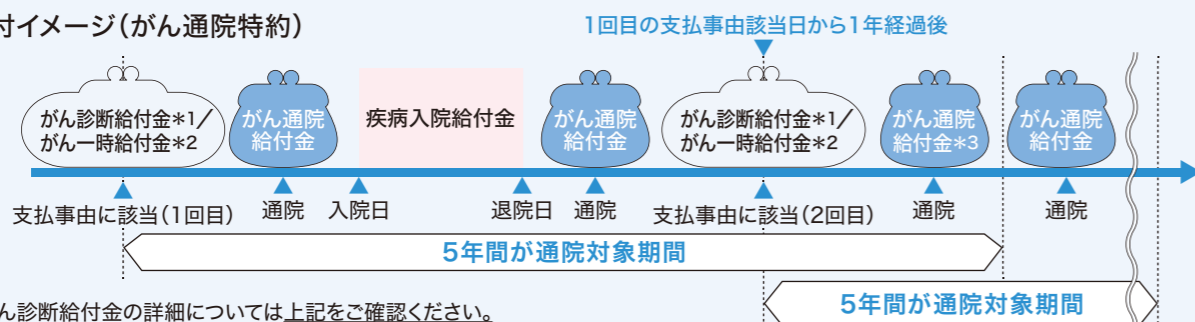 付イメージ(がん通院特約)
1回目の支払事由該当日から1年経過後
がん診断給付金*1/
がん一時給付金*2
がん通院
給付金
疾病入院給付金
がん通院
給付金
がん診断給付金*1/
がん一時給付金*2
がん通院
給付金*3
がん通院
給付金
支払事由に該当(1回目)
通院
入院日
退院日
通院
支払事由に該当(2回目)
通院
通院
5年間が通院対象期間
5年間が通院対象期間
ん診断給付金の詳細については上記をご確認ください。